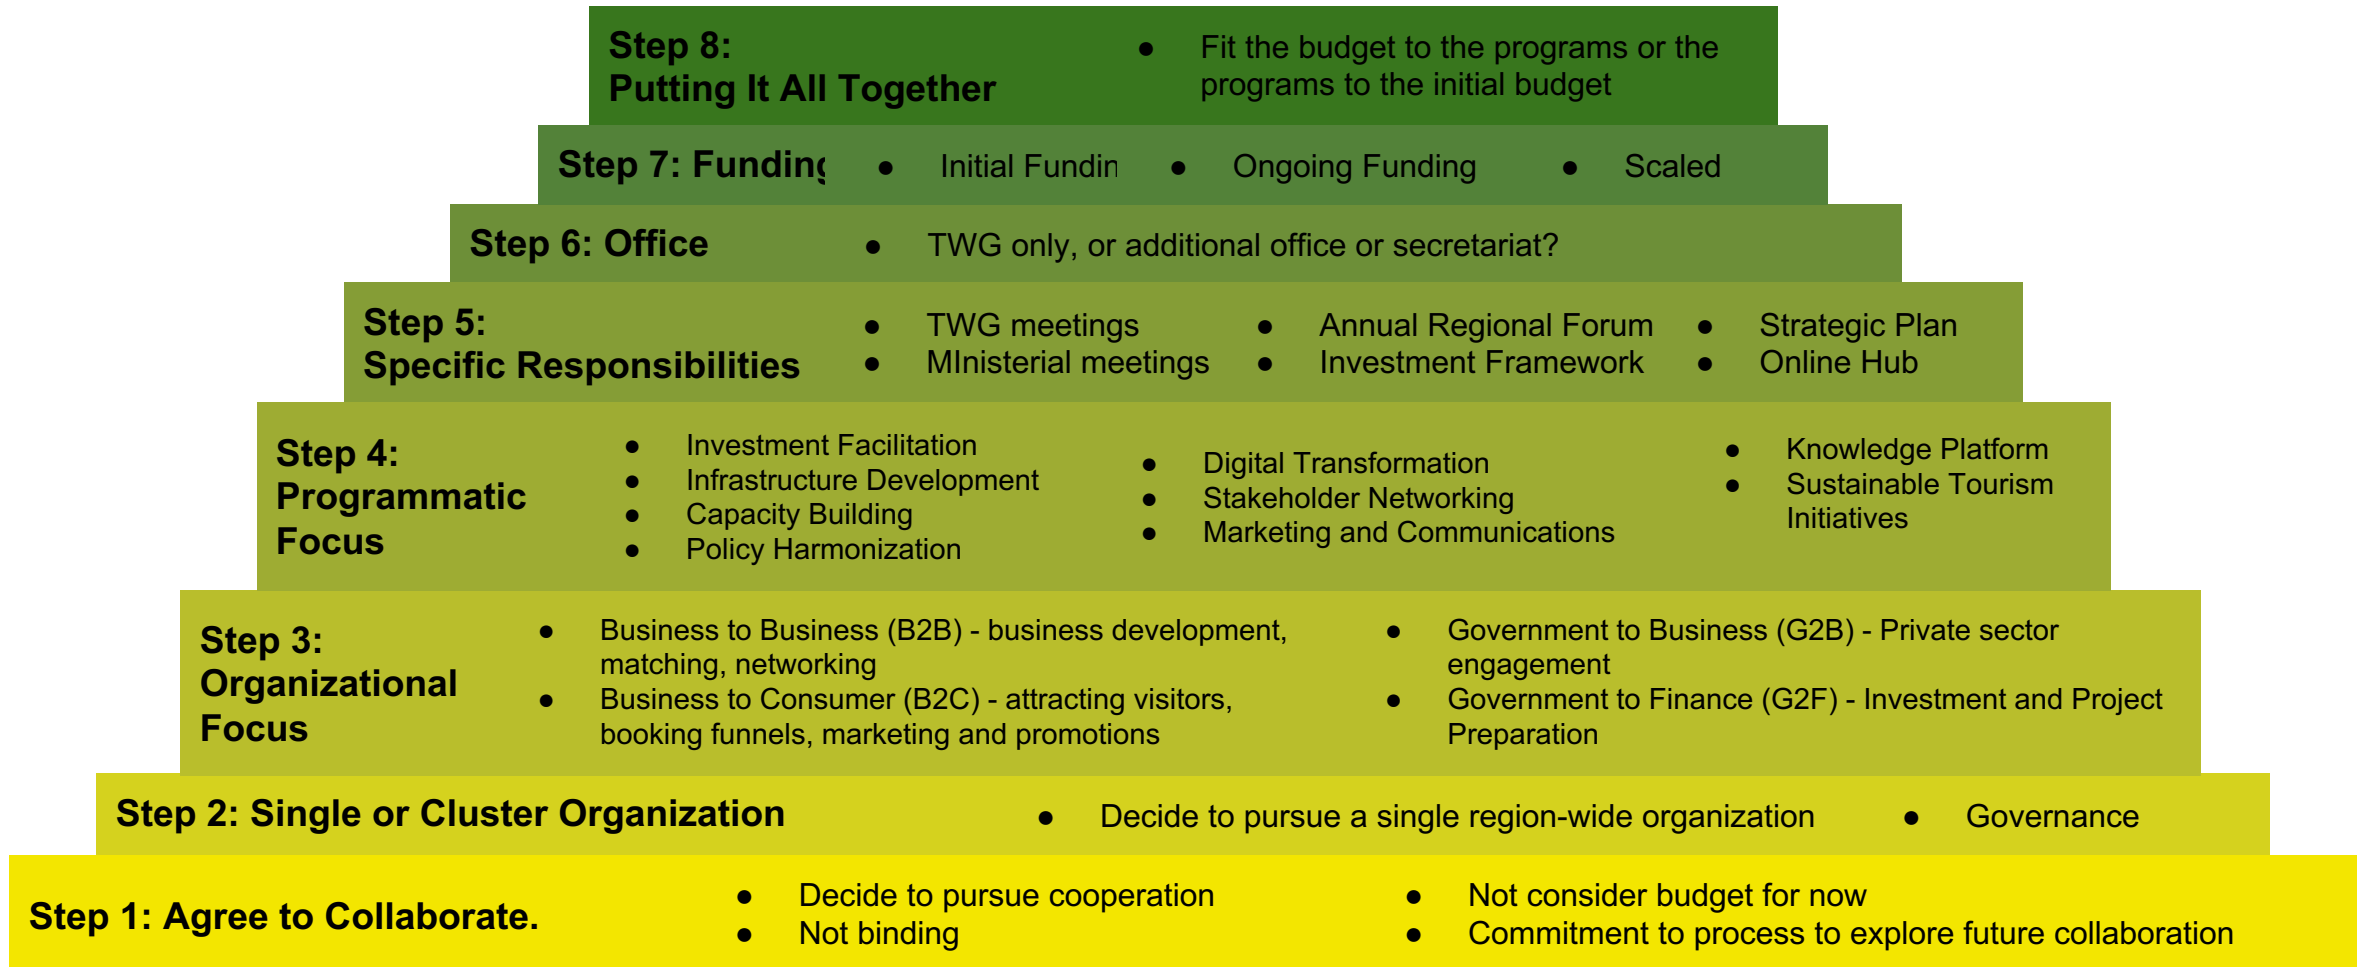 Step 8:
Putting It All Together
● Fit the budget to the programs or the
programs to the initial budget
Step 7: Funding
● Initial Fundin
● Ongoing Funding
● Scaled
Step 6: Office
● TWG only, or additional office or secretariat?
Step 5:
Specific Responsibilities
● TWG meetings
● MInisterial meetings
● Annual Regional Forum
● Investment Framework
● Strategic Plan
● Online Hub
Step 4:
Programmatic
Focus
● Investment Facilitation
● Infrastructure Development
● Capacity Building
● Policy Harmonization
● Digital Transformation
● Stakeholder Networking
● Marketing and Communications
● Knowledge Platform
● Sustainable Tourism
Initiatives
Step 3:
Organizational
Focus
● Business to Business (B2B) - business development,
matching, networking
● Business to Consumer (B2C) - attracting visitors,
booking funnels, marketing and promotions
● Government to Business (G2B) - Private sector
engagement
● Government to Finance (G2F) - Investment and Project
Preparation
Step 2: Single or Cluster Organization
● Decide to pursue a single region-wide organization
● Governance
Step 1: Agree to Collaborate.
● Decide to pursue cooperation
● Not binding
● Not consider budget for now
● Commitment to process to explore future collaboration